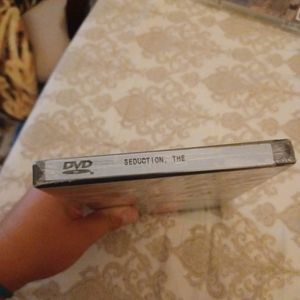 DVD
SEDUCTION, THE